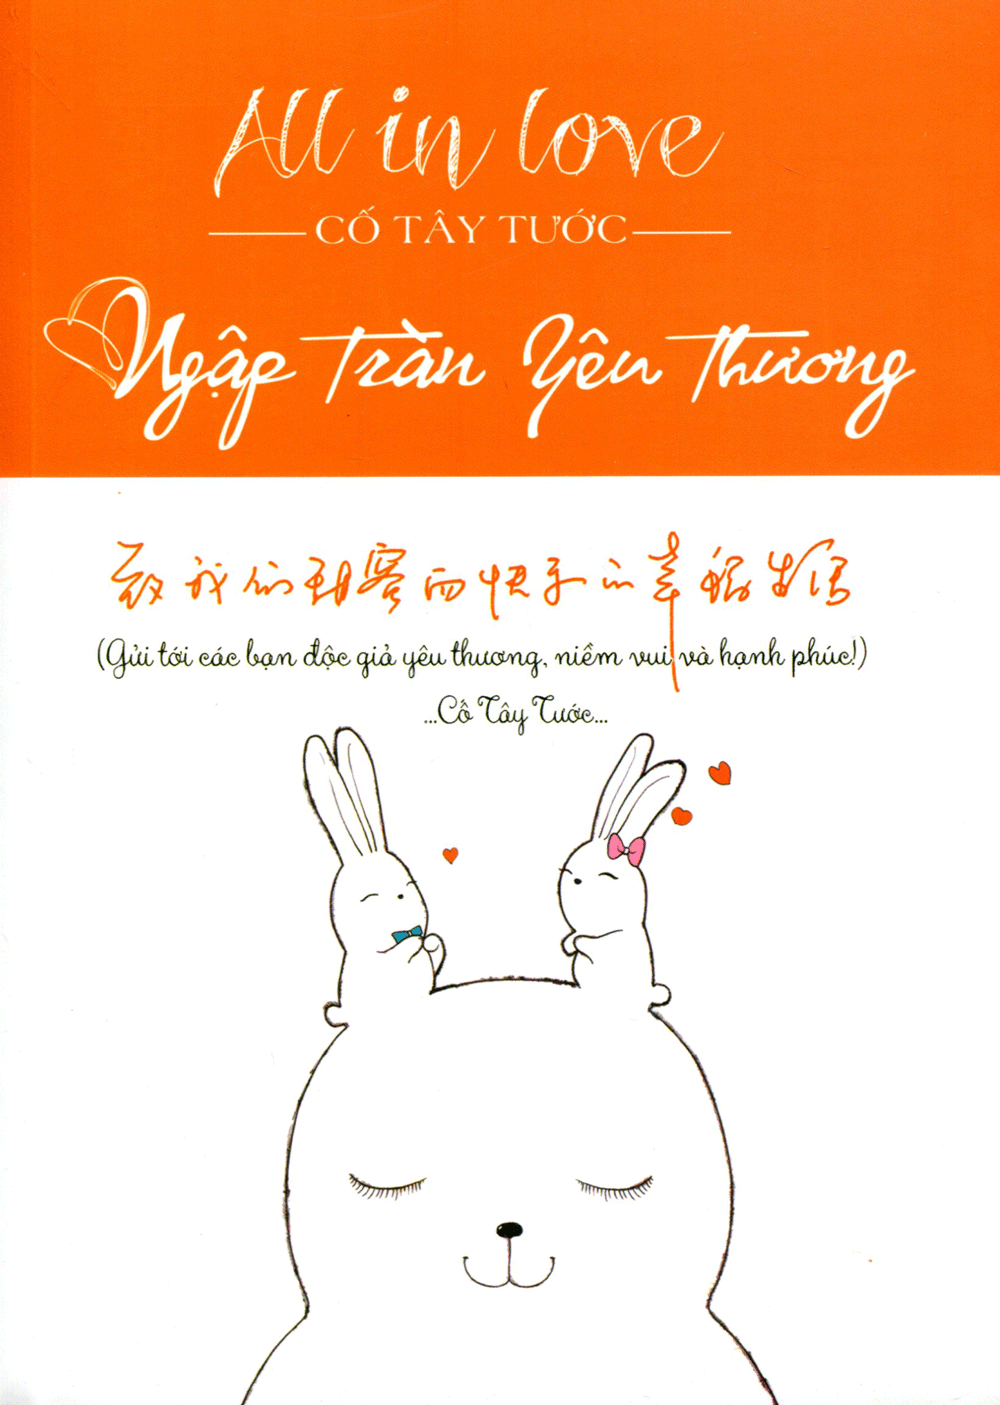 All in love
CỐ TÂY TƯỚC
Ngập Tràn Yêu Thương
致我们甜蜜而快乐的幸福生活
(Gửi tới các bạn độc giả yêu thương, niềm vui và hạnh phúc!)
...Cố Tây Tước...